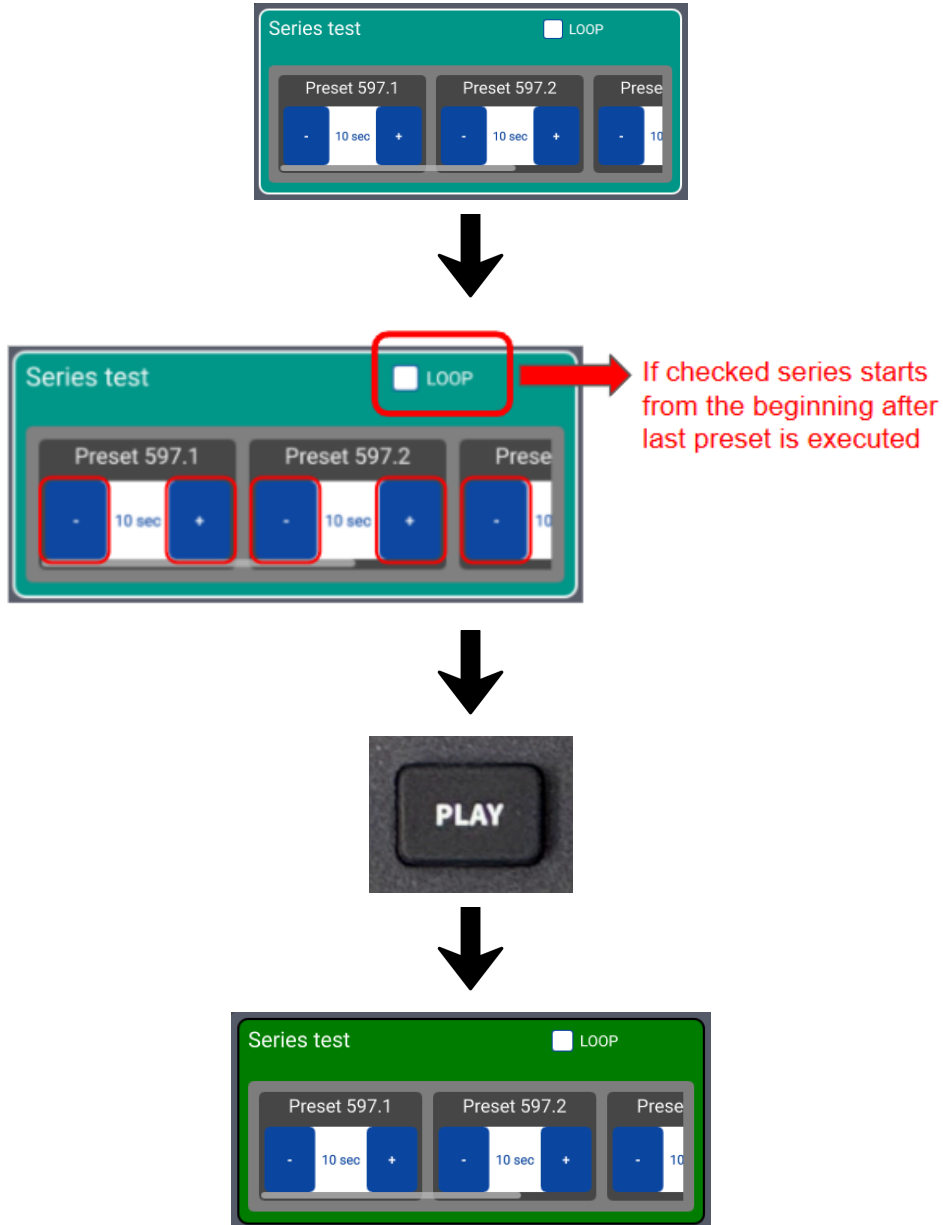 Series test LOOP
Preset 597.1 Preset 597.2 Prese
- 10 sec + - 10 sec + - 10
Series test LOOP
If checked series starts
from the beginning after
last preset is executed
Preset 597.1 Preset 597.2 Prese
- 10 sec + - 10 sec + - 10
PLAY
Series test LOOP
Preset 597.1 Preset 597.2 Prese
- 10 sec + - 10 sec + - 10